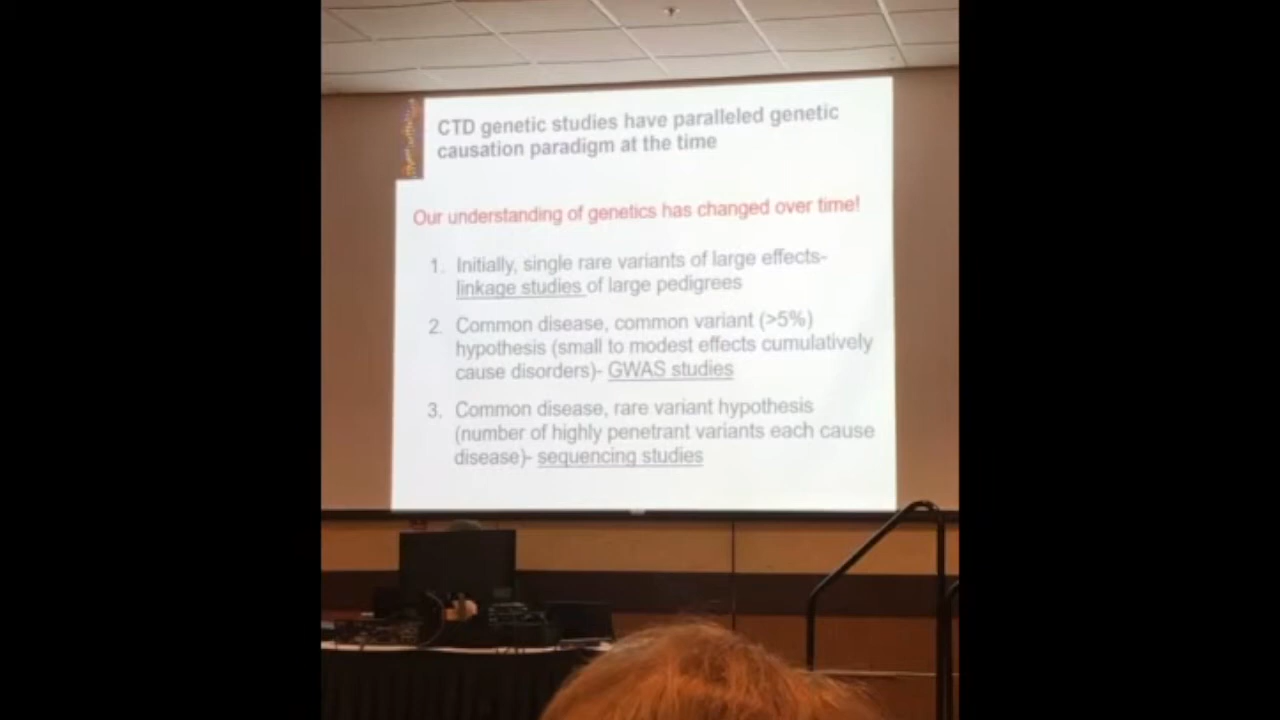 CTD genetic studies have paralleled genetic
causation paradigm at the time
Our understanding of genetics has changed over time!
1. Initially, single rare variants of large effects-
linkage studies of large pedigrees
2. Common disease, common variant (>5%)
hypothesis (small to modest effects cumulatively
cause disorders)- GWAS studies
3. Common disease, rare variant hypothesis
(number of highly penetrant variants each cause
disease)- sequencing studies